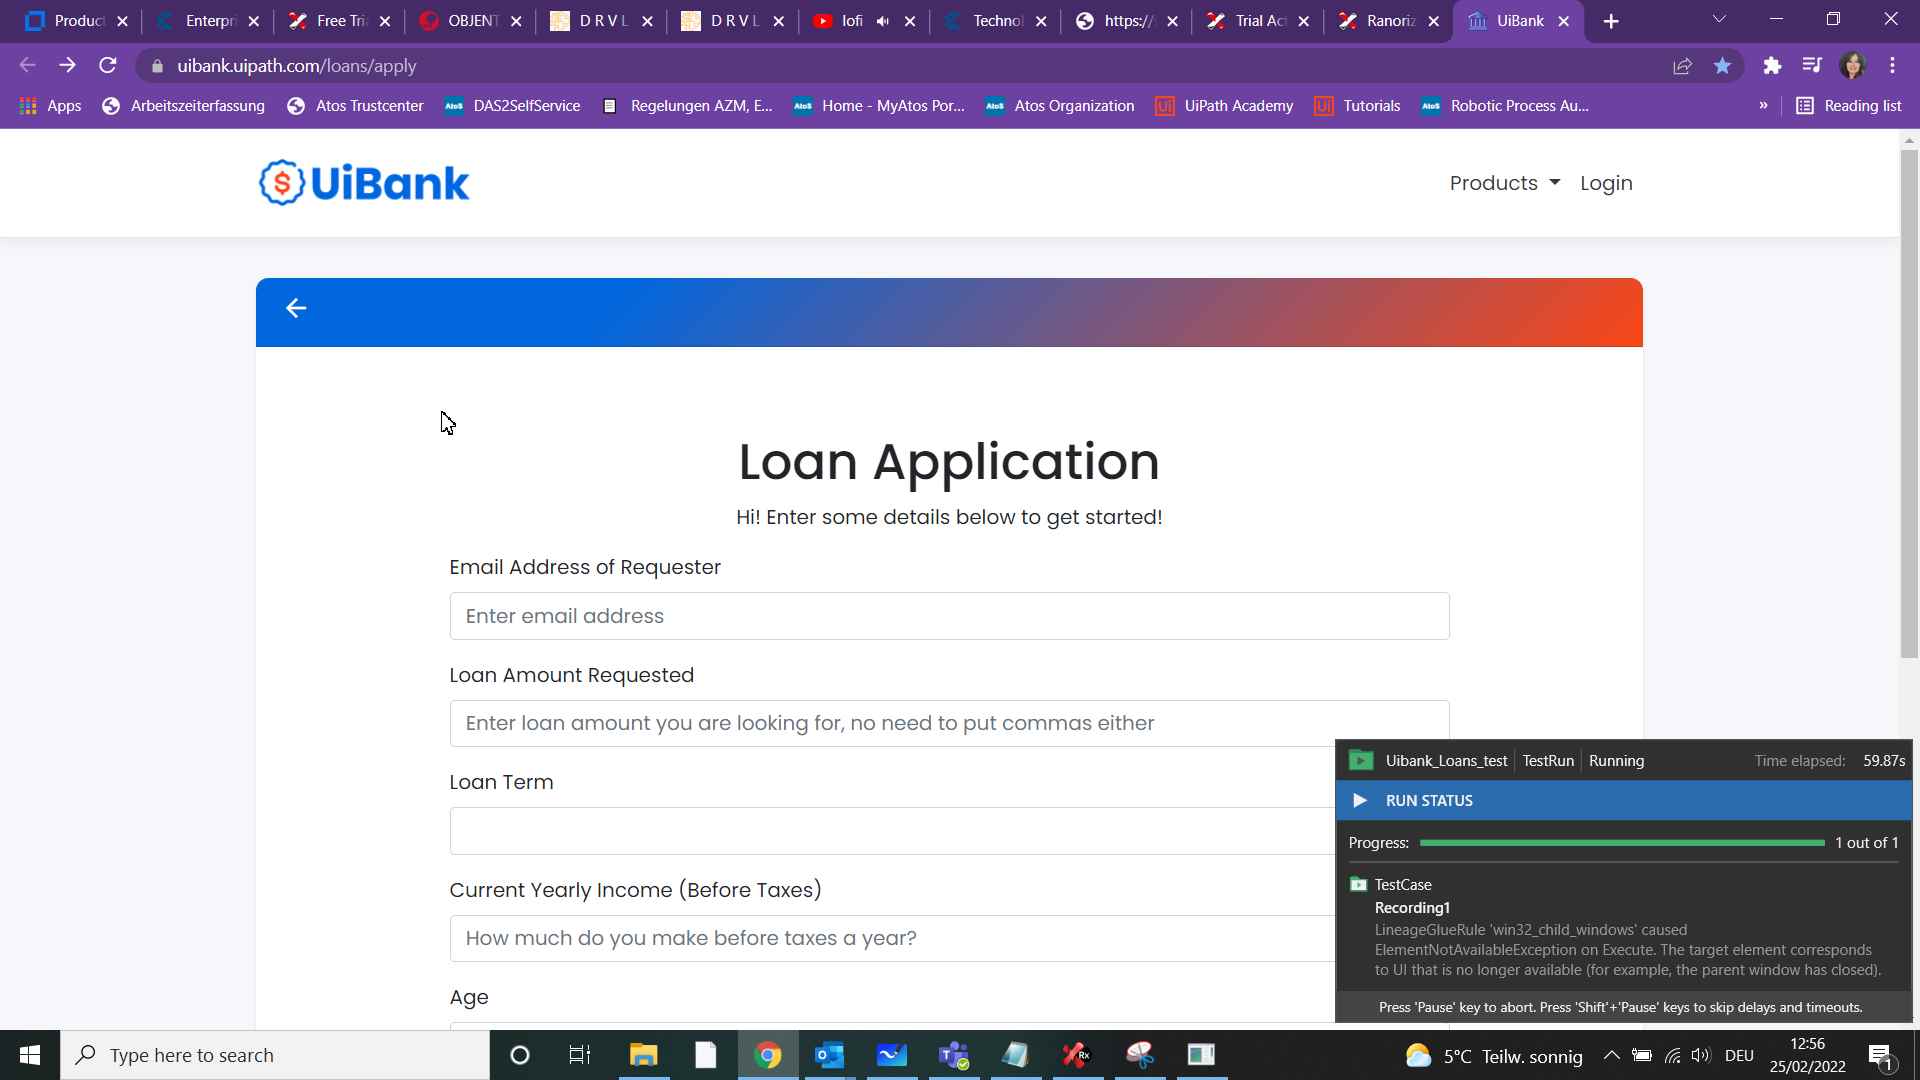 Product
Enterpri
Free Tri
OBJENT
D R V L
D R V L
lofi
Technol
https://
Trial Ac
Ranoriz
UiBank
uibank.uipath.com/loans/apply
Apps
Arbeitszeiterfassung
Atos Trustcenter
DAS2SelfService
Regelungen AZM, E...
Home - MyAtos Por...
Atos Organization
UiPath Academy
Tutorials
Robotic Process Au...
»
Reading list
UiBank
Products
Login
Loan Application
Hi! Enter some details below to get started!
Email Address of Requester
Enter email address
Loan Amount Requested
Enter loan amount you are looking for, no need to put commas either
Loan Term
Current Yearly Income (Before Taxes)
How much do you make before taxes a year?
Age
Uibank_Loans_test
TestRun
Running
Time elapsed: 59.87s
RUN STATUS
Progress: 1 out of 1
TestCase
Recording1
LineageGlueRule 'win32_child_windows' caused
ElementNotAvailableException on Execute. The target element corresponds
to UI that is no longer available (for example, the parent window has closed).
Press 'Pause' key to abort. Press 'Shift'+'Pause' keys to skip delays and timeouts.
Type here to search
5°C Teilw. sonnig
DEU
12:56
25/02/2022
1